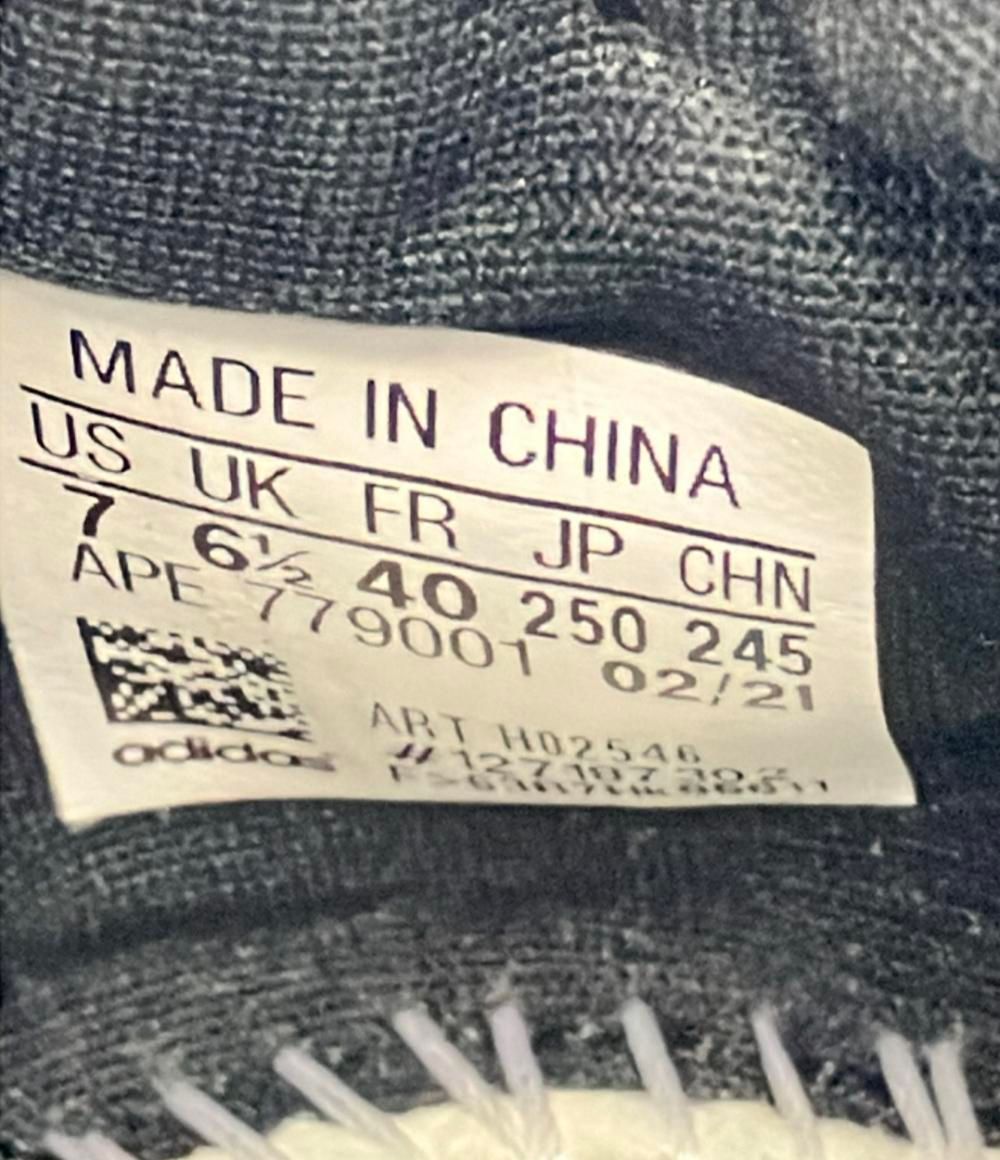 MADE IN CHINA
US UK FR JP CHN
7 6½ 40 250 245
APE 779001 02/21
ART H02546
adidas